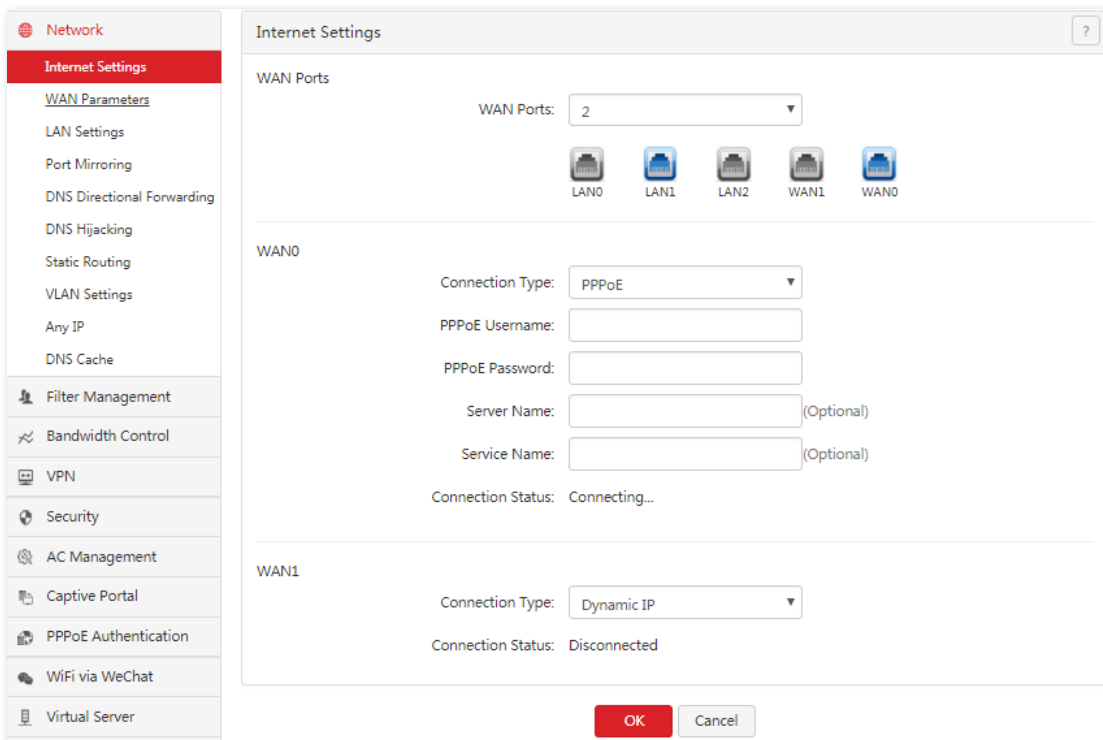 Network
Internet Settings
WAN Parameters
LAN Settings
Port Mirroring
DNS Directional Forwarding
DNS Hijacking
Static Routing
VLAN Settings
Any IP
DNS Cache
Filter Management
Bandwidth Control
VPN
Security
AC Management
Captive Portal
PPPoE Authentication
WiFi via WeChat
Virtual Server
Internet Settings
?
WAN Ports
WAN Ports: 2
LAN0 LAN1 LAN2 WAN1 WAN0
WAN0
Connection Type: PPPoE
PPPoE Username:
PPPoE Password:
Server Name: (Optional)
Service Name: (Optional)
Connection Status: Connecting...
WAN1
Connection Type: Dynamic IP
Connection Status: Disconnected
OK Cancel